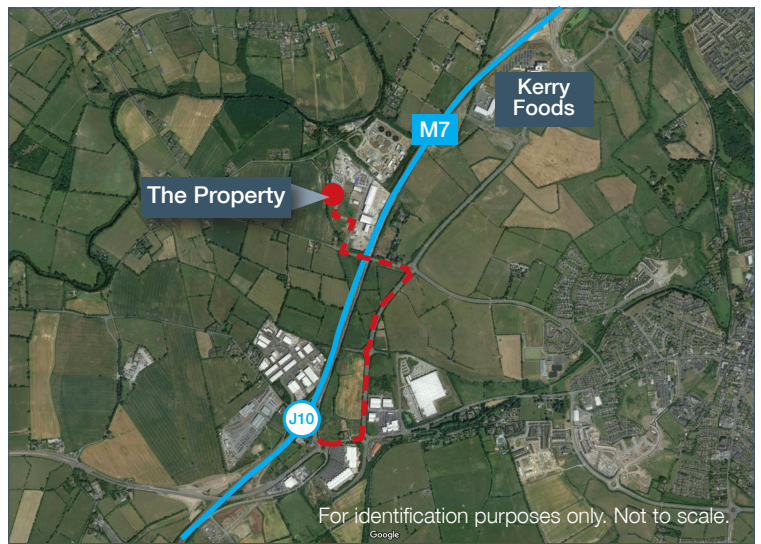 Kerry
Foods
M7
The Property
J10
For identification purposes only. Not to scale.
Google